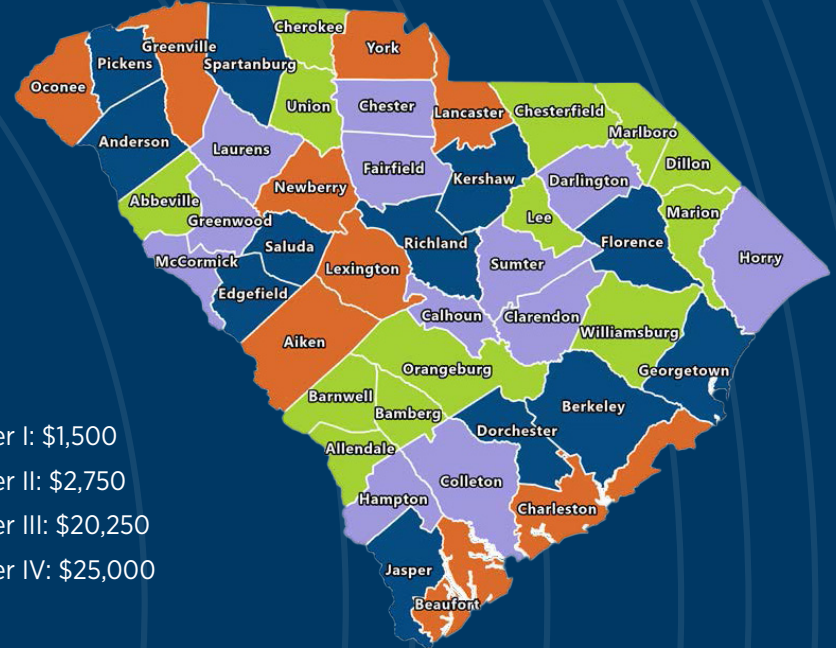 Cherokee
York
Greenville
Pickens
Spartanburg
Oconee
Union
Chester
Lancaster
Chesterfield
Marlboro
Anderson
Laurens
Dillon
Fairfield
Kershaw
Darlington
Newberry
Abbeville
Marion
Greenwood
Lee
Saluda
Richland
Florence
McCormick
Lexington
Sumter
Horry
Edgefield
Calhoun
Clarendon
Williamsburg
Aiken
Orangeburg
Georgetown
Barnwell
Berkeley
Bamberg
Dorchester
Allendale
Colleton
Hampton
Charleston
Jasper
Beaufort
er I: $1,500
er II: $2,750
er III: $20,250
er IV: $25,000